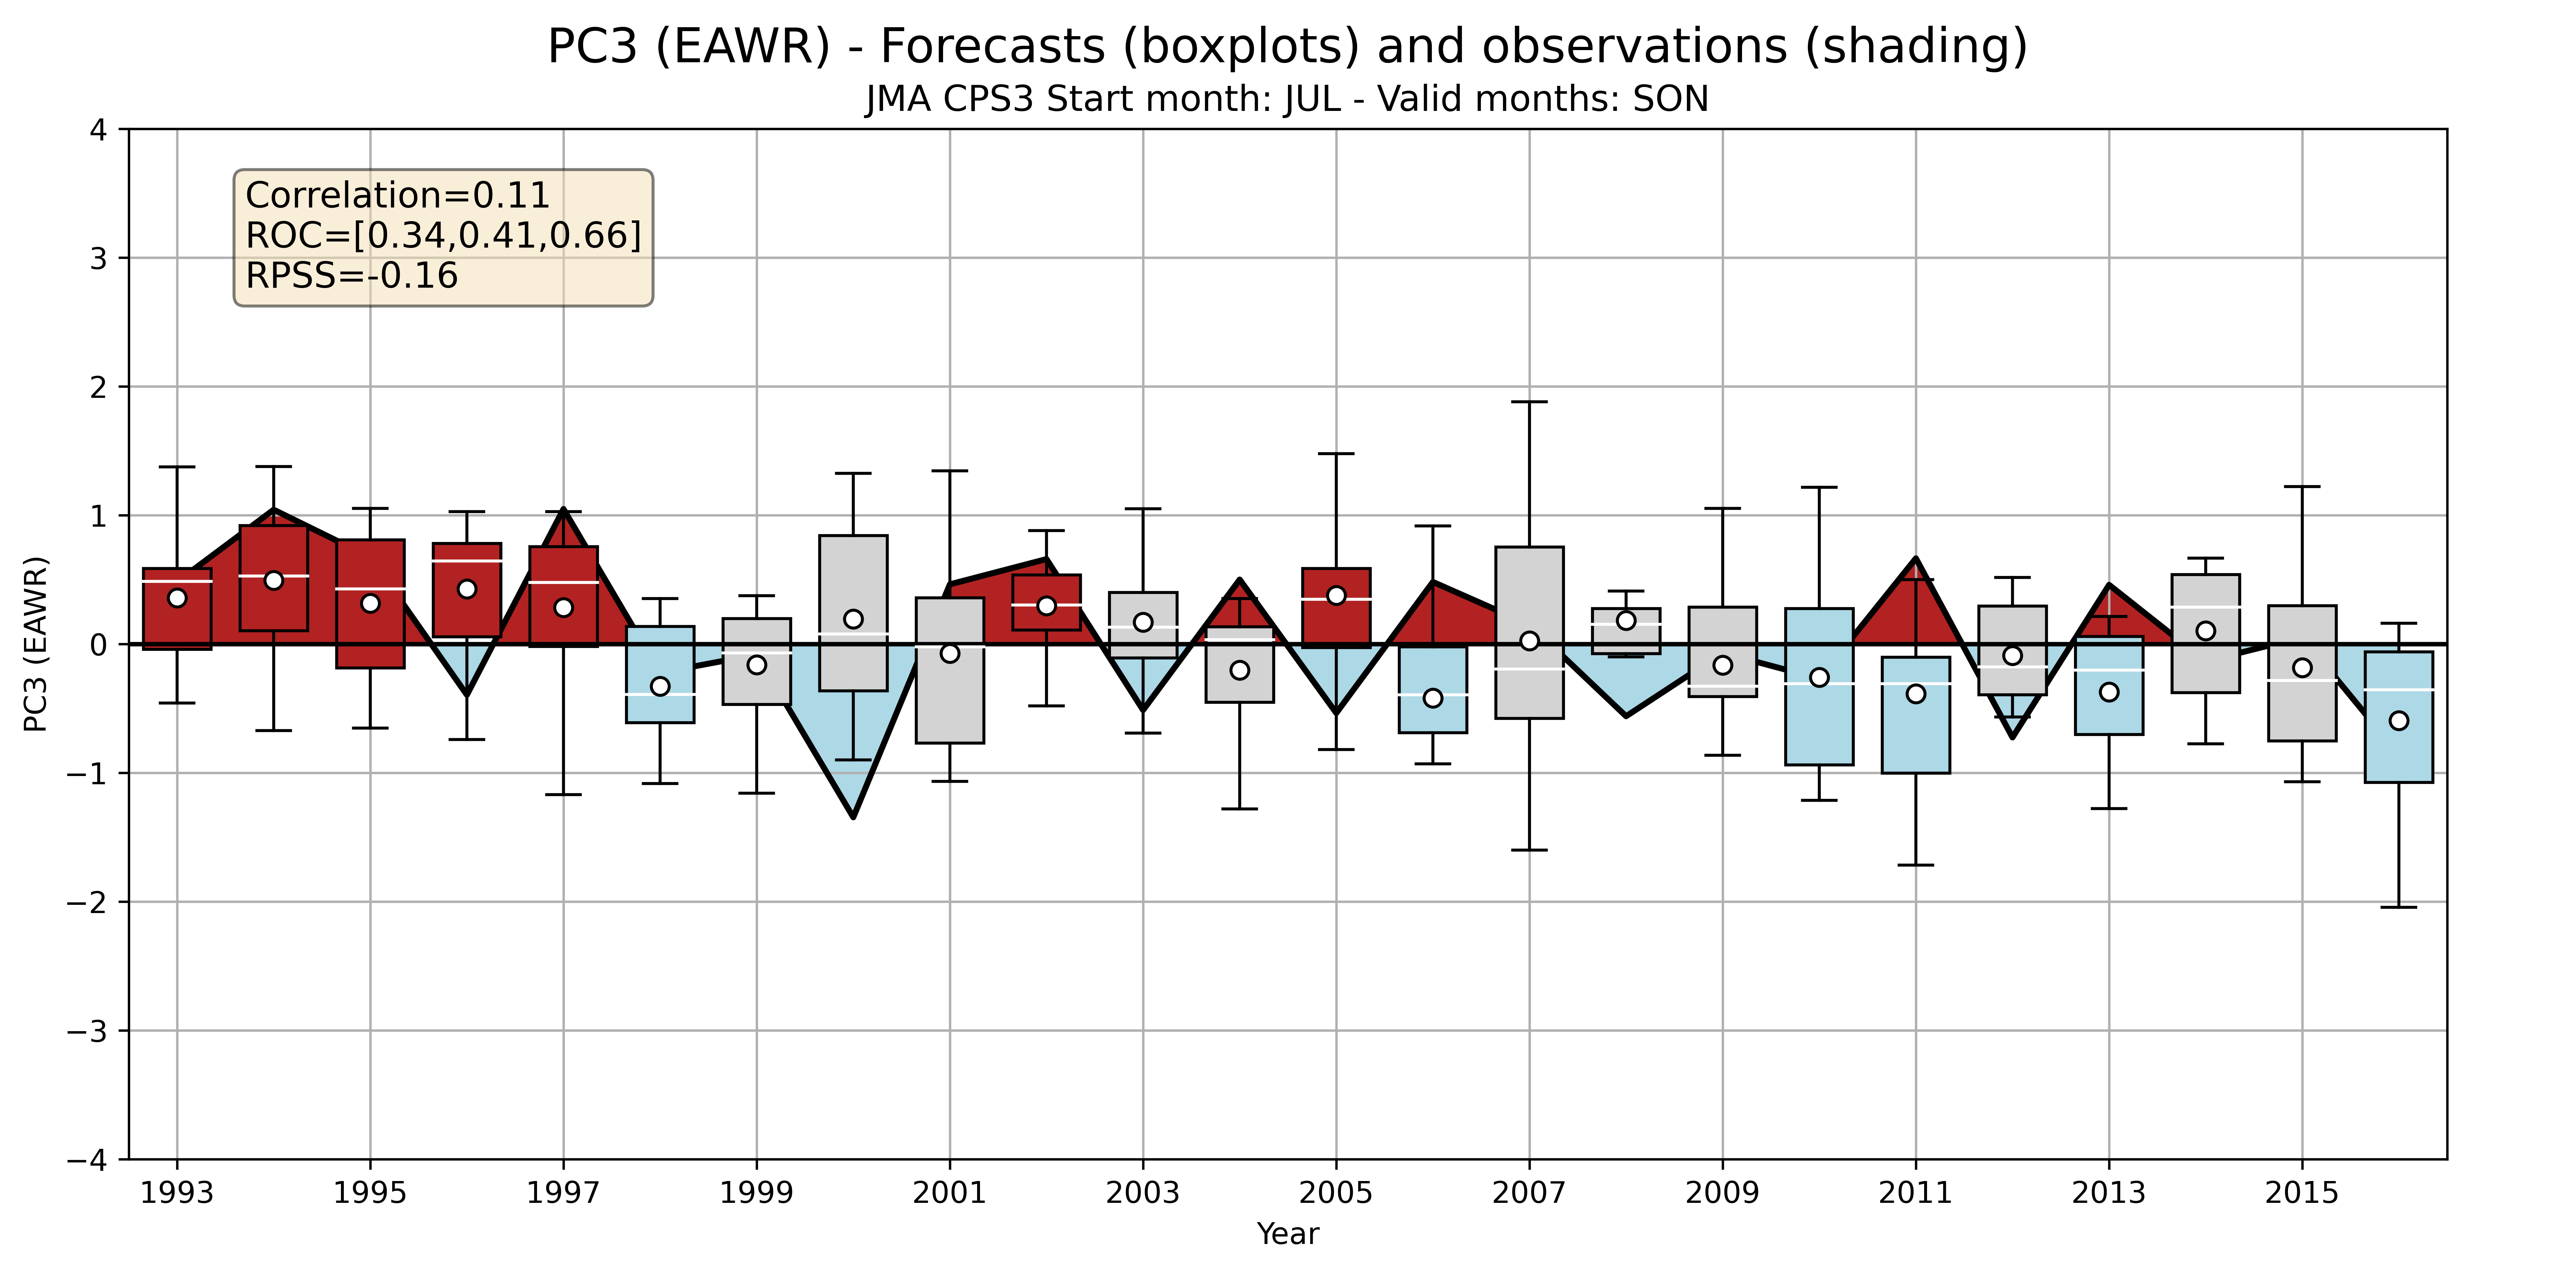 PC3 (EAWR) - Forecasts (boxplots) and observations (shading)
JMA CPS3 Start month: JUL - Valid months: SON
Correlation=0.11
ROC=[0.34,0.41,0.66]
RPSS=-0.16
PC3 (EAWR)
4
3
2
1
0
−1
−2
−3
−4
1993 1995 1997 1999 2001 2003 2005 2007 2009 2011 2013 2015
Year